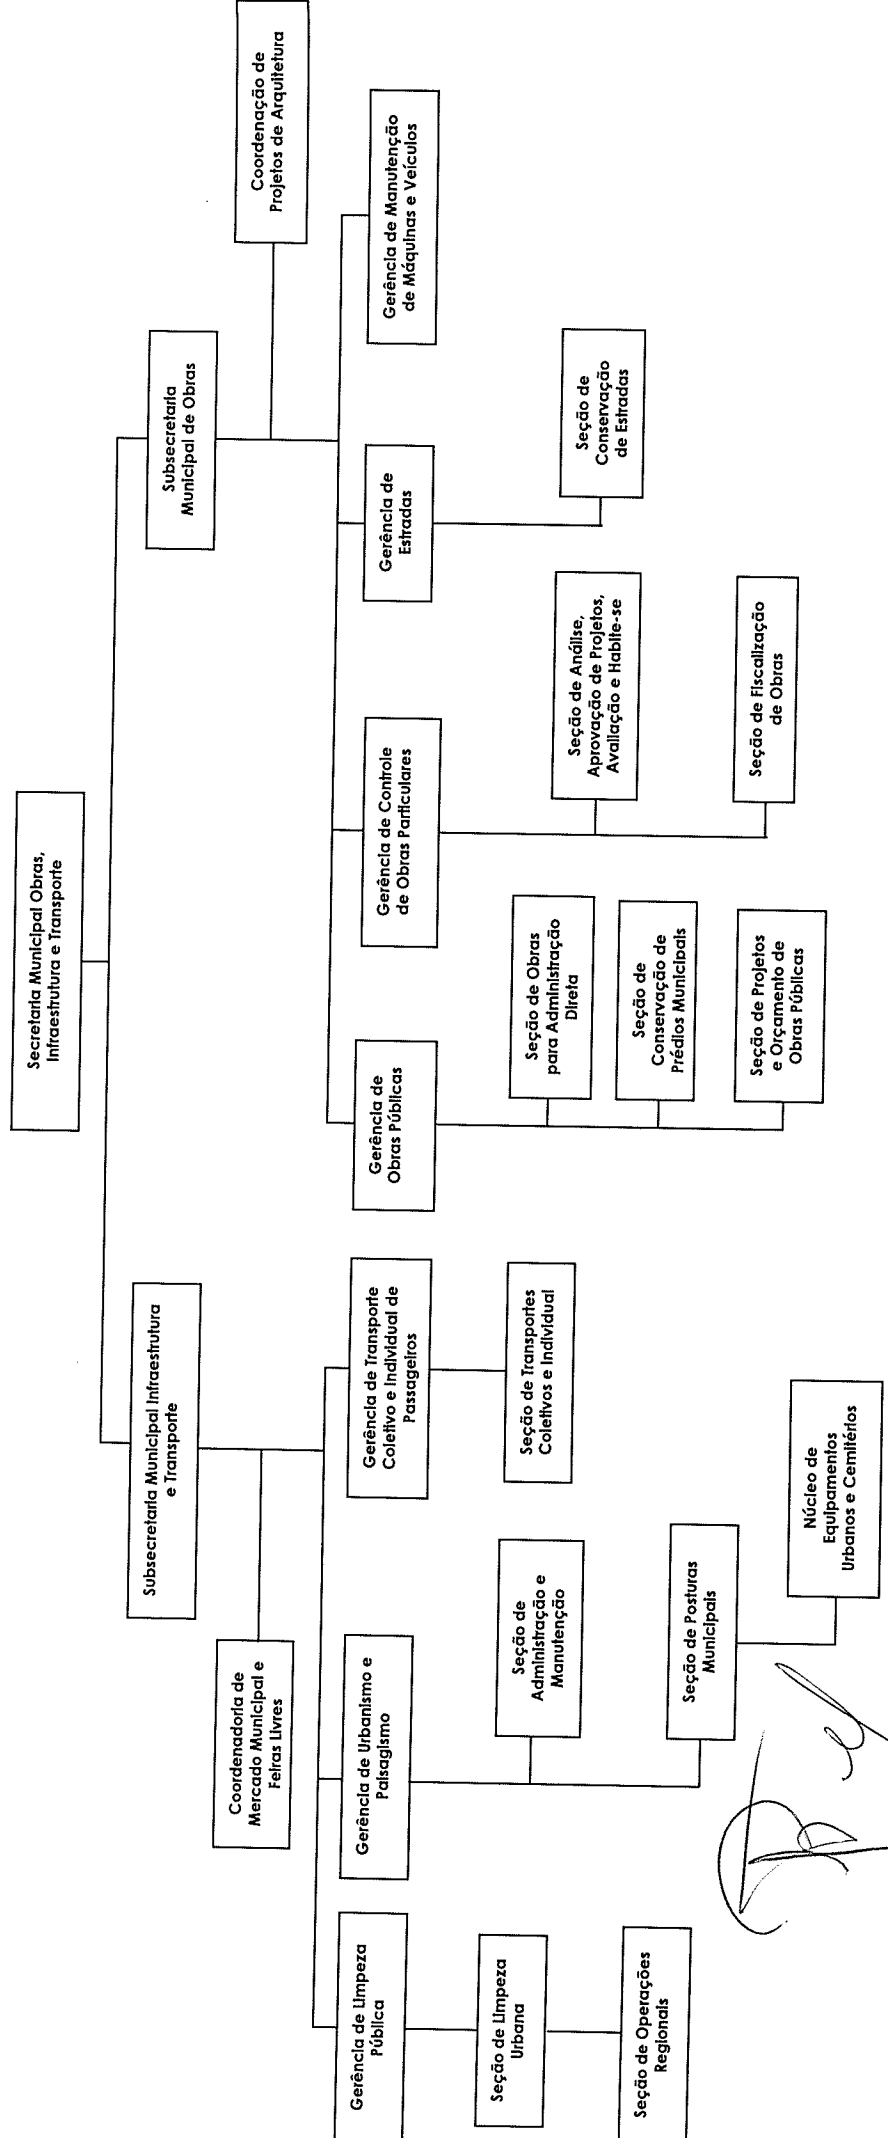 Secretaria Municipal Obras,
Infraestrutura e Transporte
Subsecretaria Municipal Infraestrutura
e Transporte
Subsecretaria
Municipal de Obras
Coordenadoria de
Mercado Municipal e
Feiras Livres
Coordenação de
Projetos de Arquitetura
Gerência de Limpeza
Pública
Gerência de Urbanismo e
Paisagismo
Gerência de Transporte
Coletivo e Individual de
Passageiros
Gerência de
Obras Públicas
Gerência de Controle
de Obras Particulares
Gerência de
Estradas
Gerência de Manutenção
de Máquinas e Veículos
Seção de Limpeza
Urbana
Seção de Administração e
Manutenção
Seção de Transportes
Coletivos e Individual
Seção de Obras
para Administração
Direta
Seção de Análise,
Aprovação de Projetos,
Avaliação e Habite-se
Seção de
Conservação
de Estradas
Seção de Operações
Regionais
Seção de Posturas
Municipais
Seção de
Conservação de
Prédios Municipais
Núcleo de
Equipamentos
Urbanos e Cemitérios
Seção de Projetos
e Orçamento de
Obras Públicas
Seção de Fiscalização
de Obras